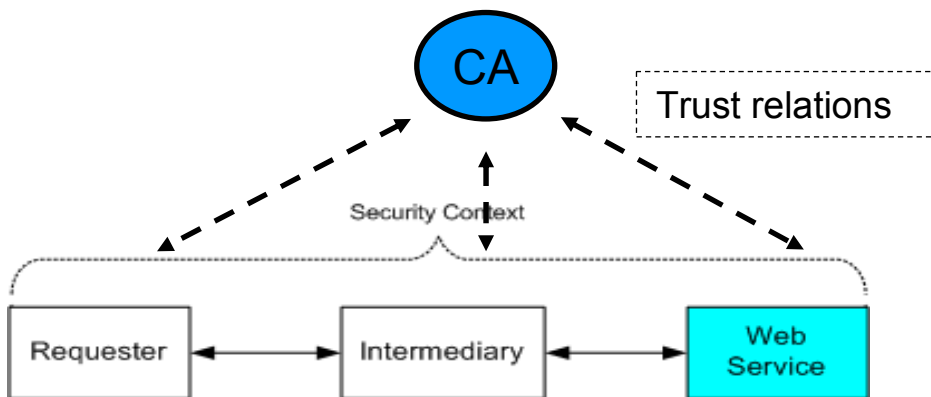 CA
Trust relations
Security Context
Requester
Intermediary
Web
Service